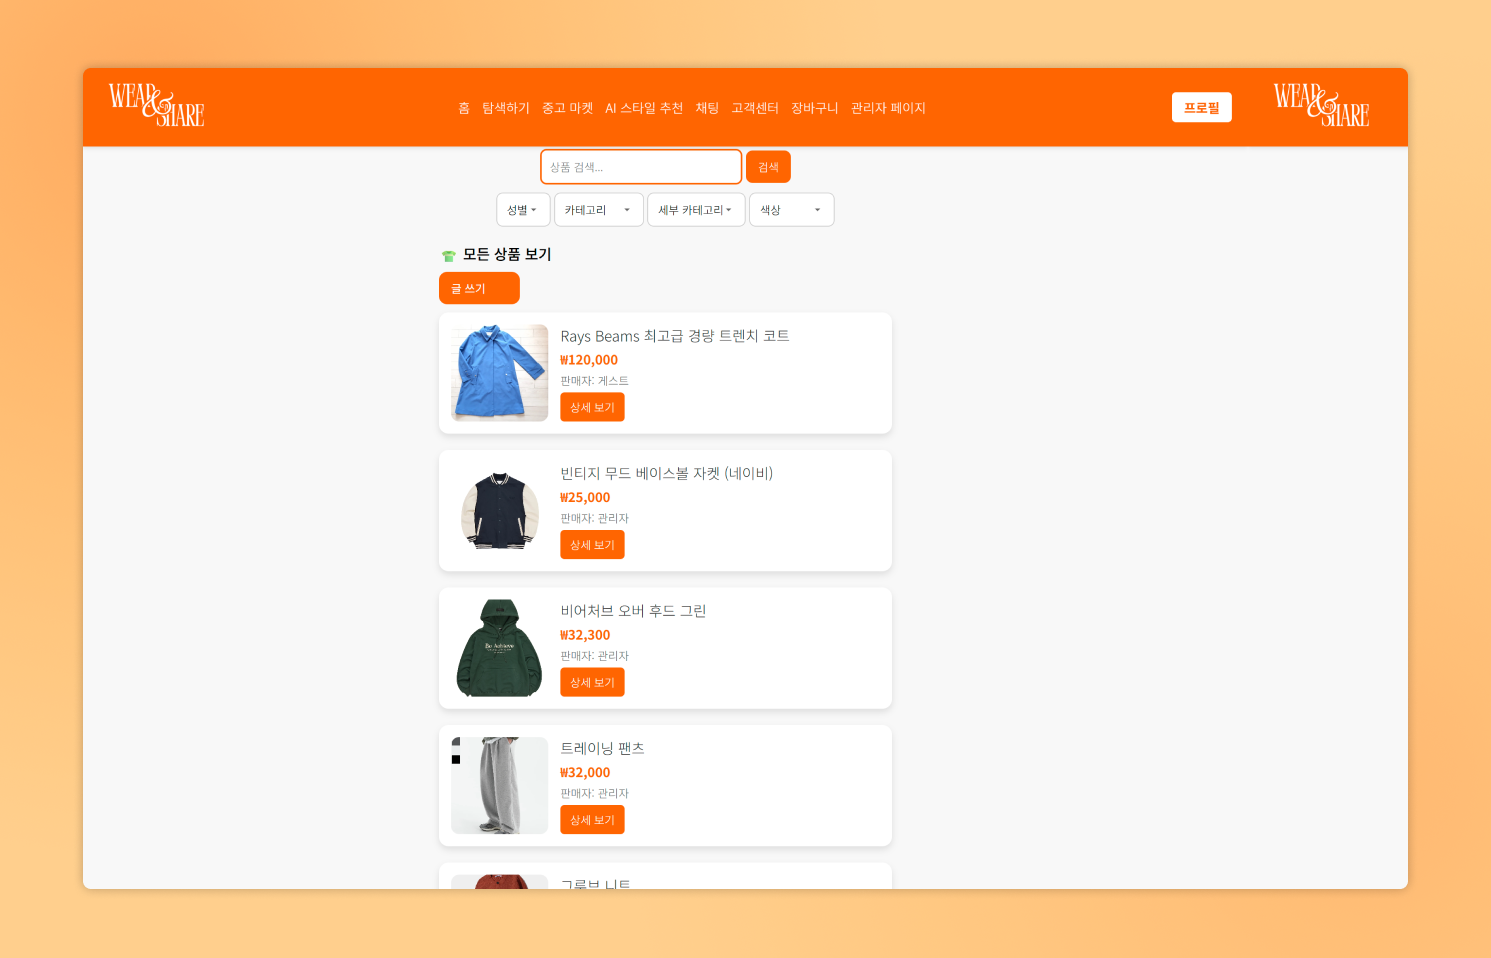 WEAR
&
SHARE
홈 탐색하기 중고 마켓 AI 스타일 추천 채팅 고객센터 장바구니 관리자 페이지
프로필
WEAR
&
SHARE
상품 검색...
검색
성별 카테고리 세부 카테고리 색상
모든 상품 보기
글 쓰기
Rays Beams 최고급 경량 트렌치 코트
₩120,000
판매자: 게스트
상세 보기
빈티지 무드 베이스볼 자켓 (네이비)
₩25,000
판매자: 관리자
상세 보기
Be Achieve
비어처브 오버 후드 그린
₩32,300
판매자: 관리자
상세 보기
트레이닝 팬츠
₩32,000
판매자: 관리자
상세 보기
그루브 니트